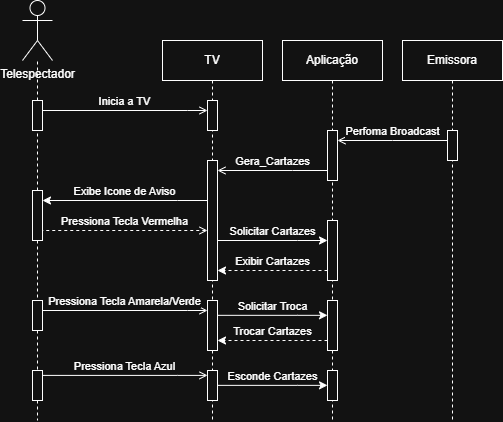 Telespectador
TV
Aplicação
Emissora
Inicia a TV
Perfoma Broadcast
Gera_Cartazes
Exibe Icone de Aviso
Pressiona Tecla Vermelha
Solicitar Cartazes
Exibir Cartazes
Pressiona Tecla Amarela/Verde
Solicitar Troca
Trocar Cartazes
Pressiona Tecla Azul
Esconde Cartazes